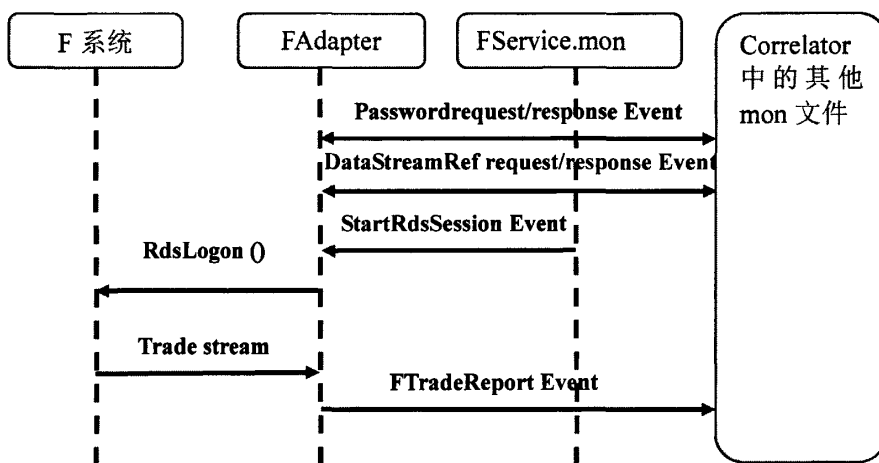 F 系统
FAdapter
FService.mon
Correlator
中的其他
mon 文件
Passwordrequest/response Event
DataStreamRef request/response Event
StartRdsSession Event
RdsLogon ()
Trade stream
FTradeReport Event